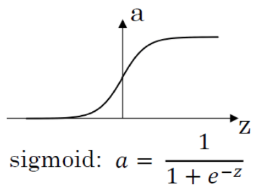 a
z
sigmoid: a = 1 / (1 + e^{-z})